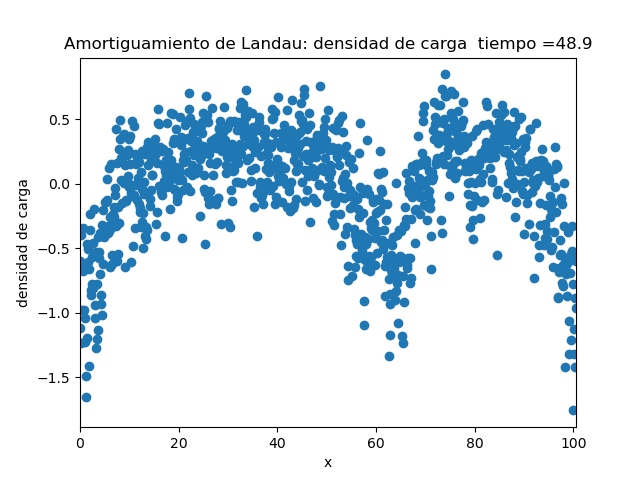 Amortiguamiento de Landau: densidad de carga  tiempo =48.9
densidad de carga
0.5
0.0
−0.5
−1.0
−1.5
0 20 40 60 80 100
x